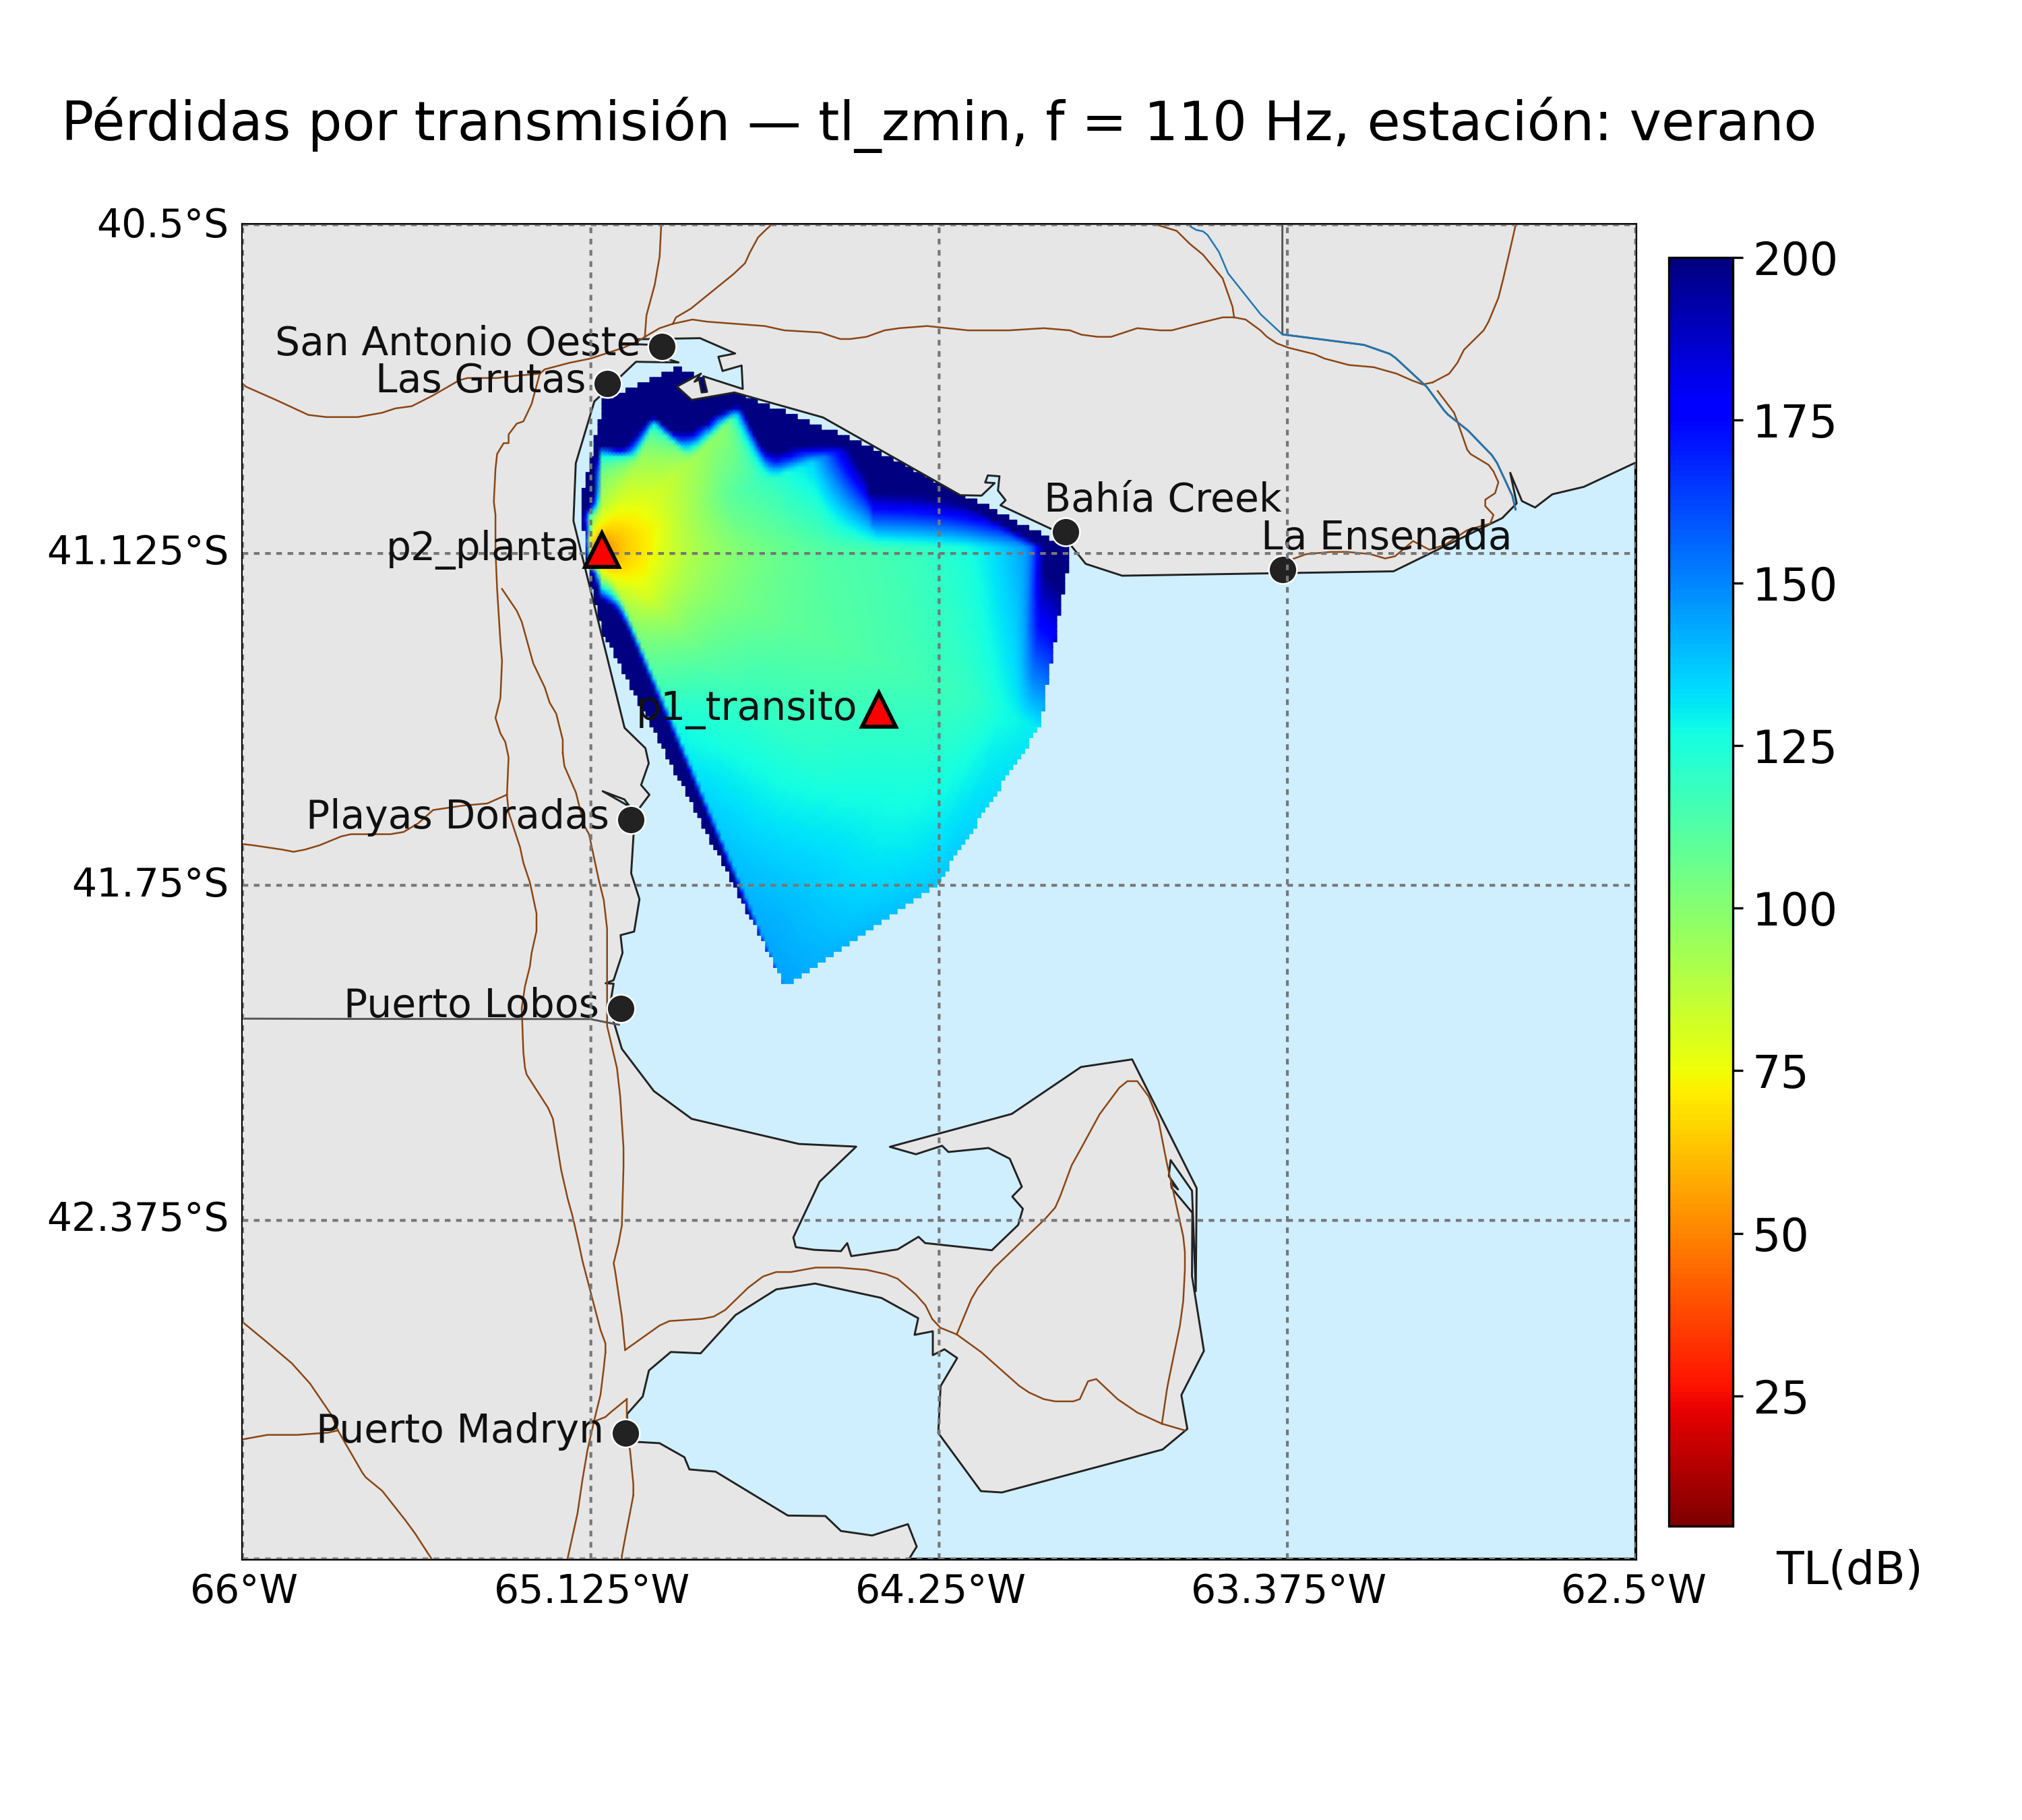 Pérdidas por transmisión — tl_zmin, f = 110 Hz, estación: verano
40.5°S
41.125°S
41.75°S
42.375°S
San Antonio Oeste
Las Grutas
Bahía Creek
La Ensenada
p2_planta
p1_transito
Playas Doradas
Puerto Lobos
Puerto Madryn
66°W
65.125°W
64.25°W
63.375°W
62.5°W
200
175
150
125
100
75
50
25
TL(dB)